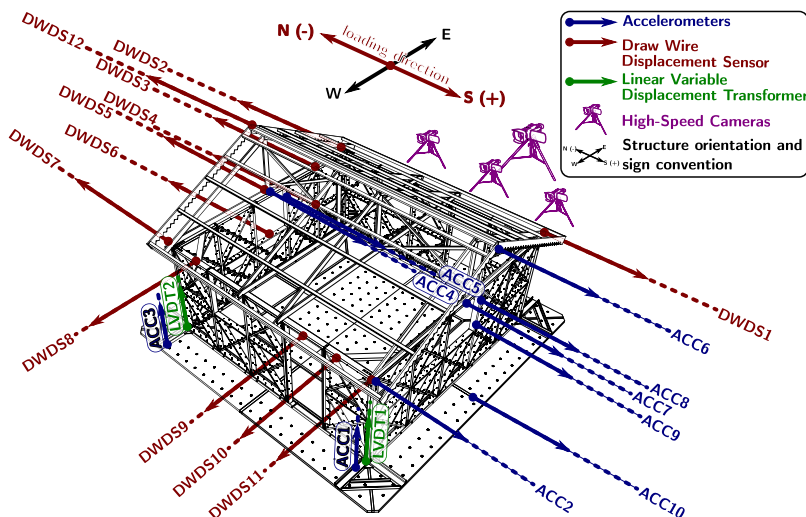 DWDS12
DWDS2
DWDS3
DWDS4
DWDS5
DWDS6
DWDS7
DWDS8
DWDS9
DWDS10
DWDS11
DWDS1
N (-)
E
loading direction
W
S (+)
ACC5
ACC4
ACC3
LVDT2
ACC1
LVDT1
ACC6
ACC8
ACC7
ACC9
ACC2
ACC10
Accelerometers
Draw Wire
Displacement Sensor
Linear Variable
Displacement Transformer
High-Speed Cameras
N (-)
E
W
S (+)
Structure orientation and
sign convention